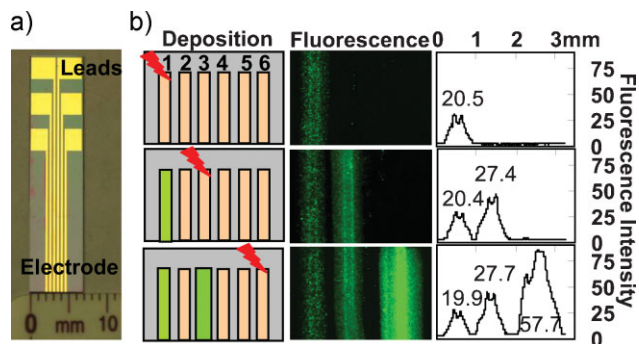 a)
Leads
Electrode
0 mm 10
b) Deposition Fluorescence 0 1 2 3mm
1 2 3 4 5 6
75
50
25
0
20.5
75
50
25
0
20.4 27.4
75
50
25
0
19.9 27.7 57.7
Fluorescence Intensity